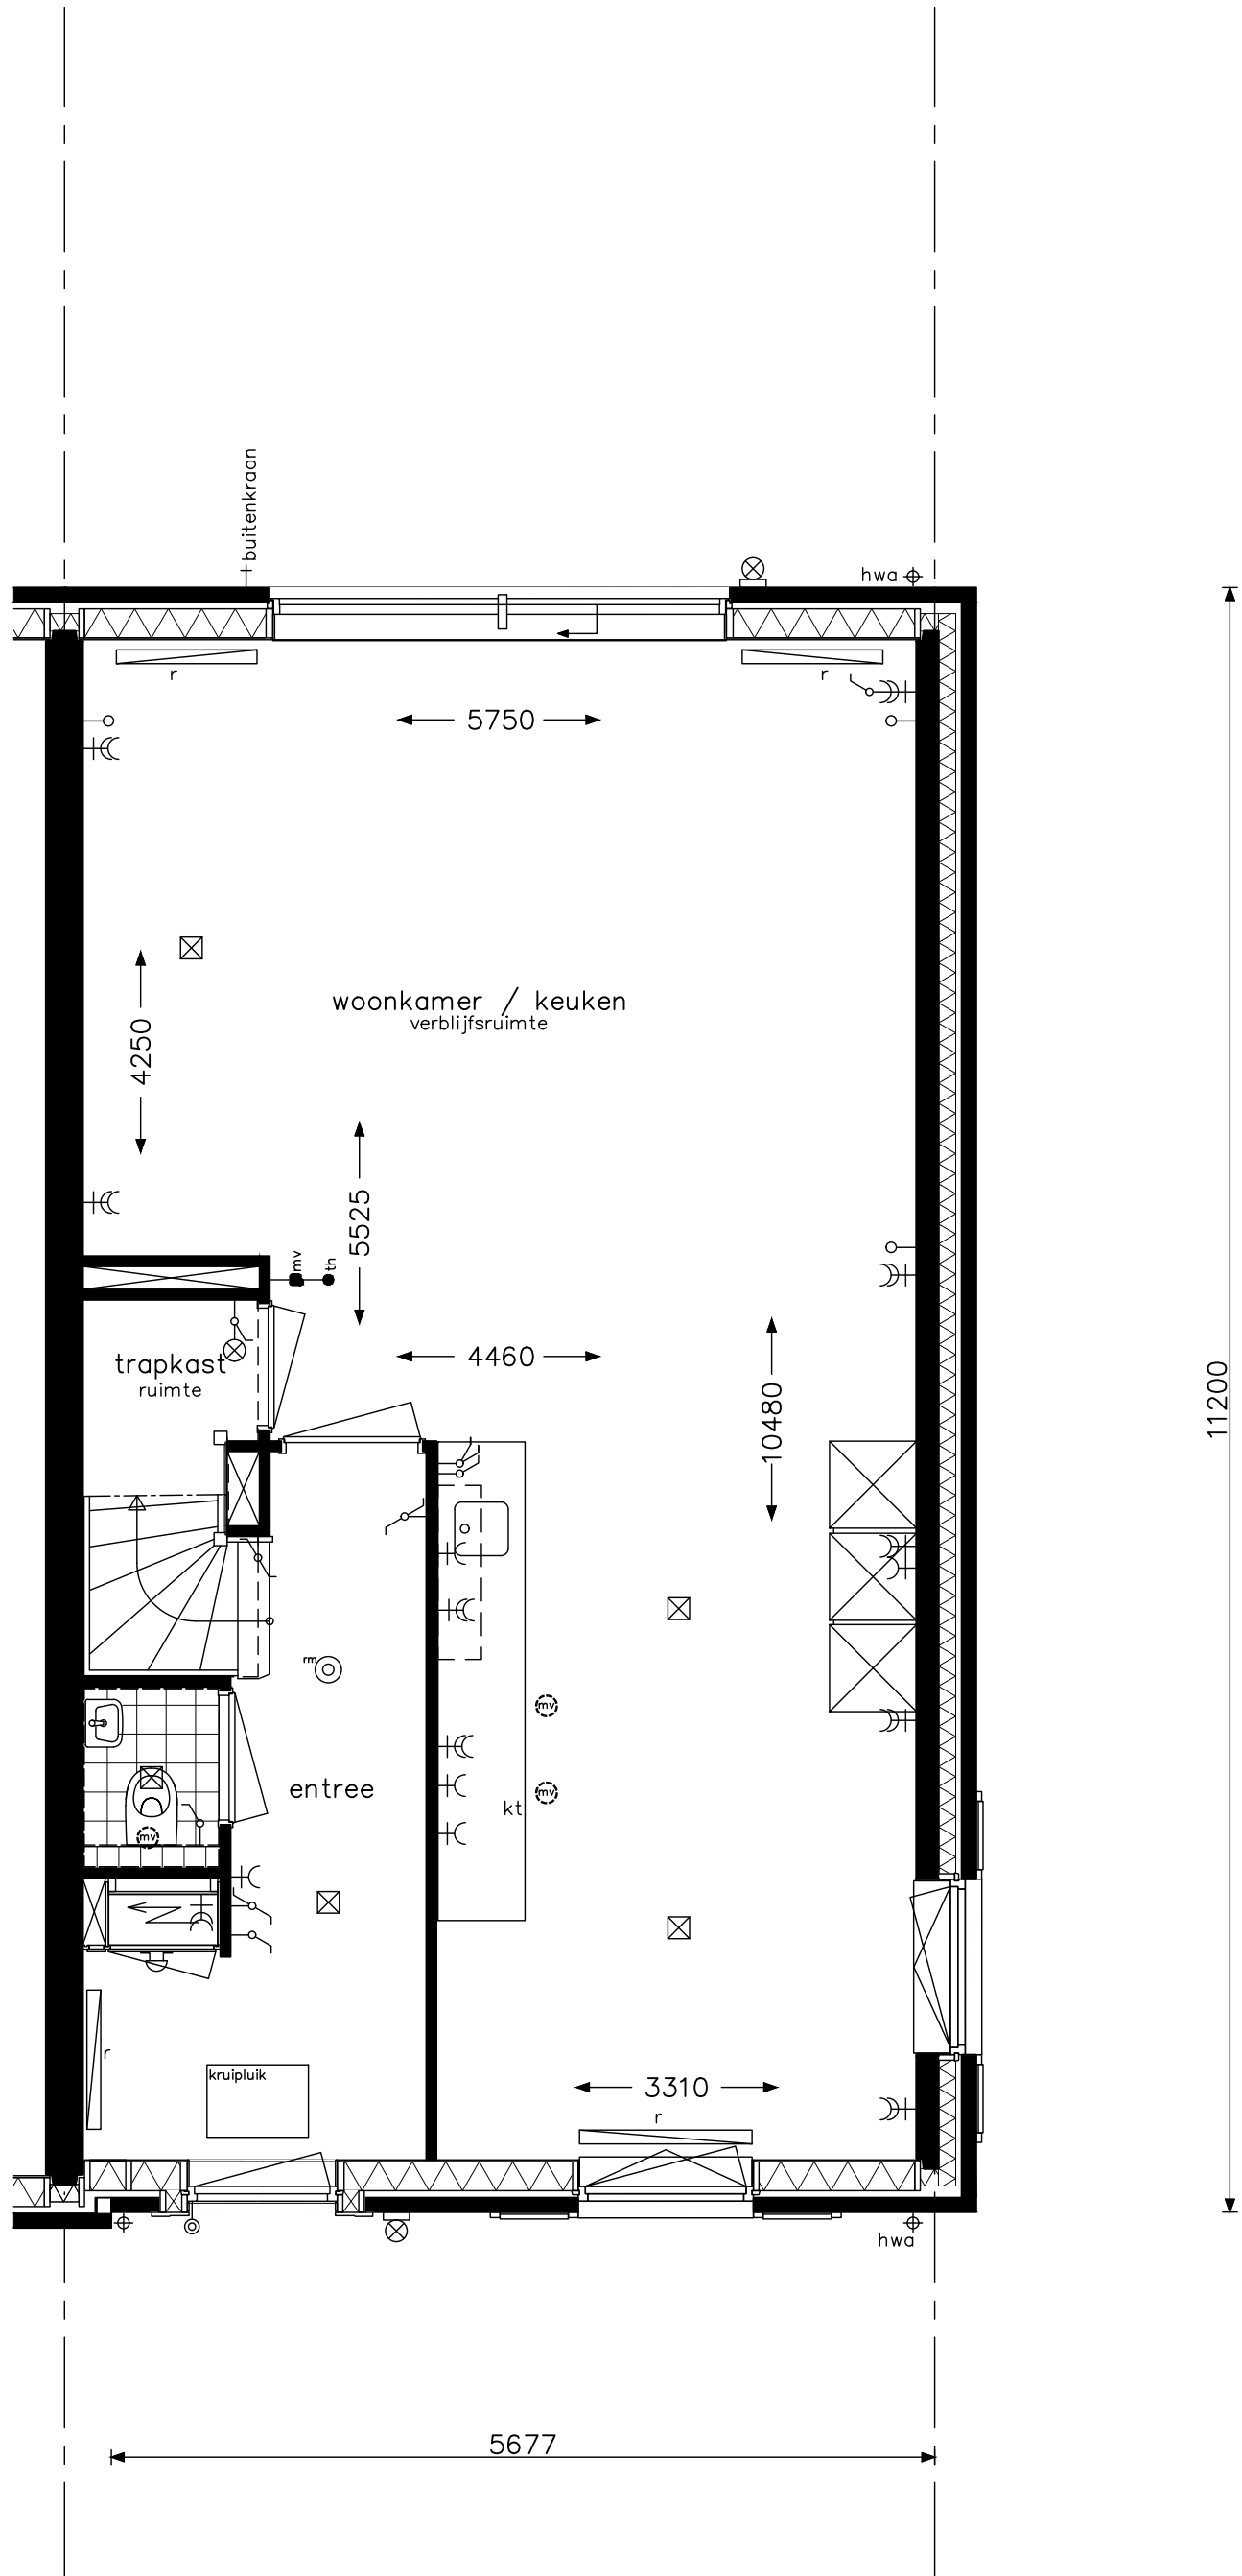 buitenkraan
hwa
r
r
5750
woonkamer / keuken
verblijfsruimte
4250
5525
mv
th
4460
trapkast
ruimte
10480
11200
rm
mv
entree
mv
kt
mv
r
kruipluik
3310
r
hwa
5677